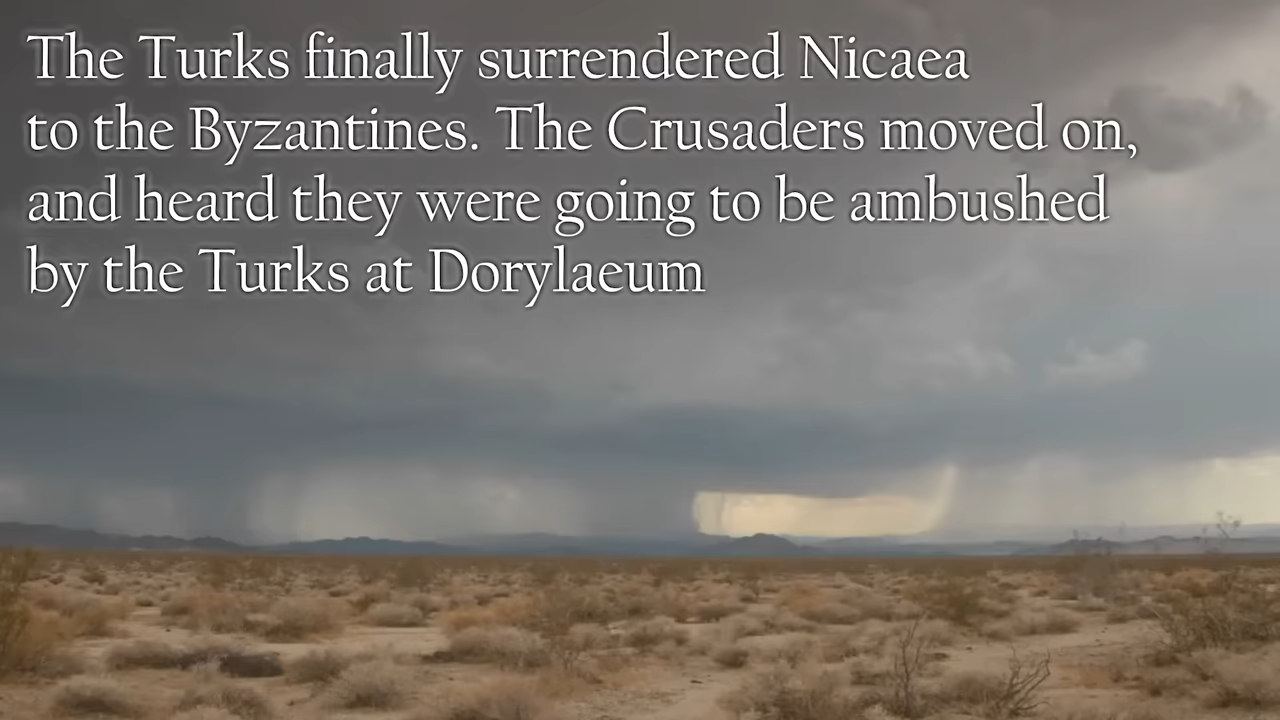 The Turks finally surrendered Nicaea
to the Byzantines. The Crusaders moved on,
and heard they were going to be ambushed
by the Turks at Dorylaeum